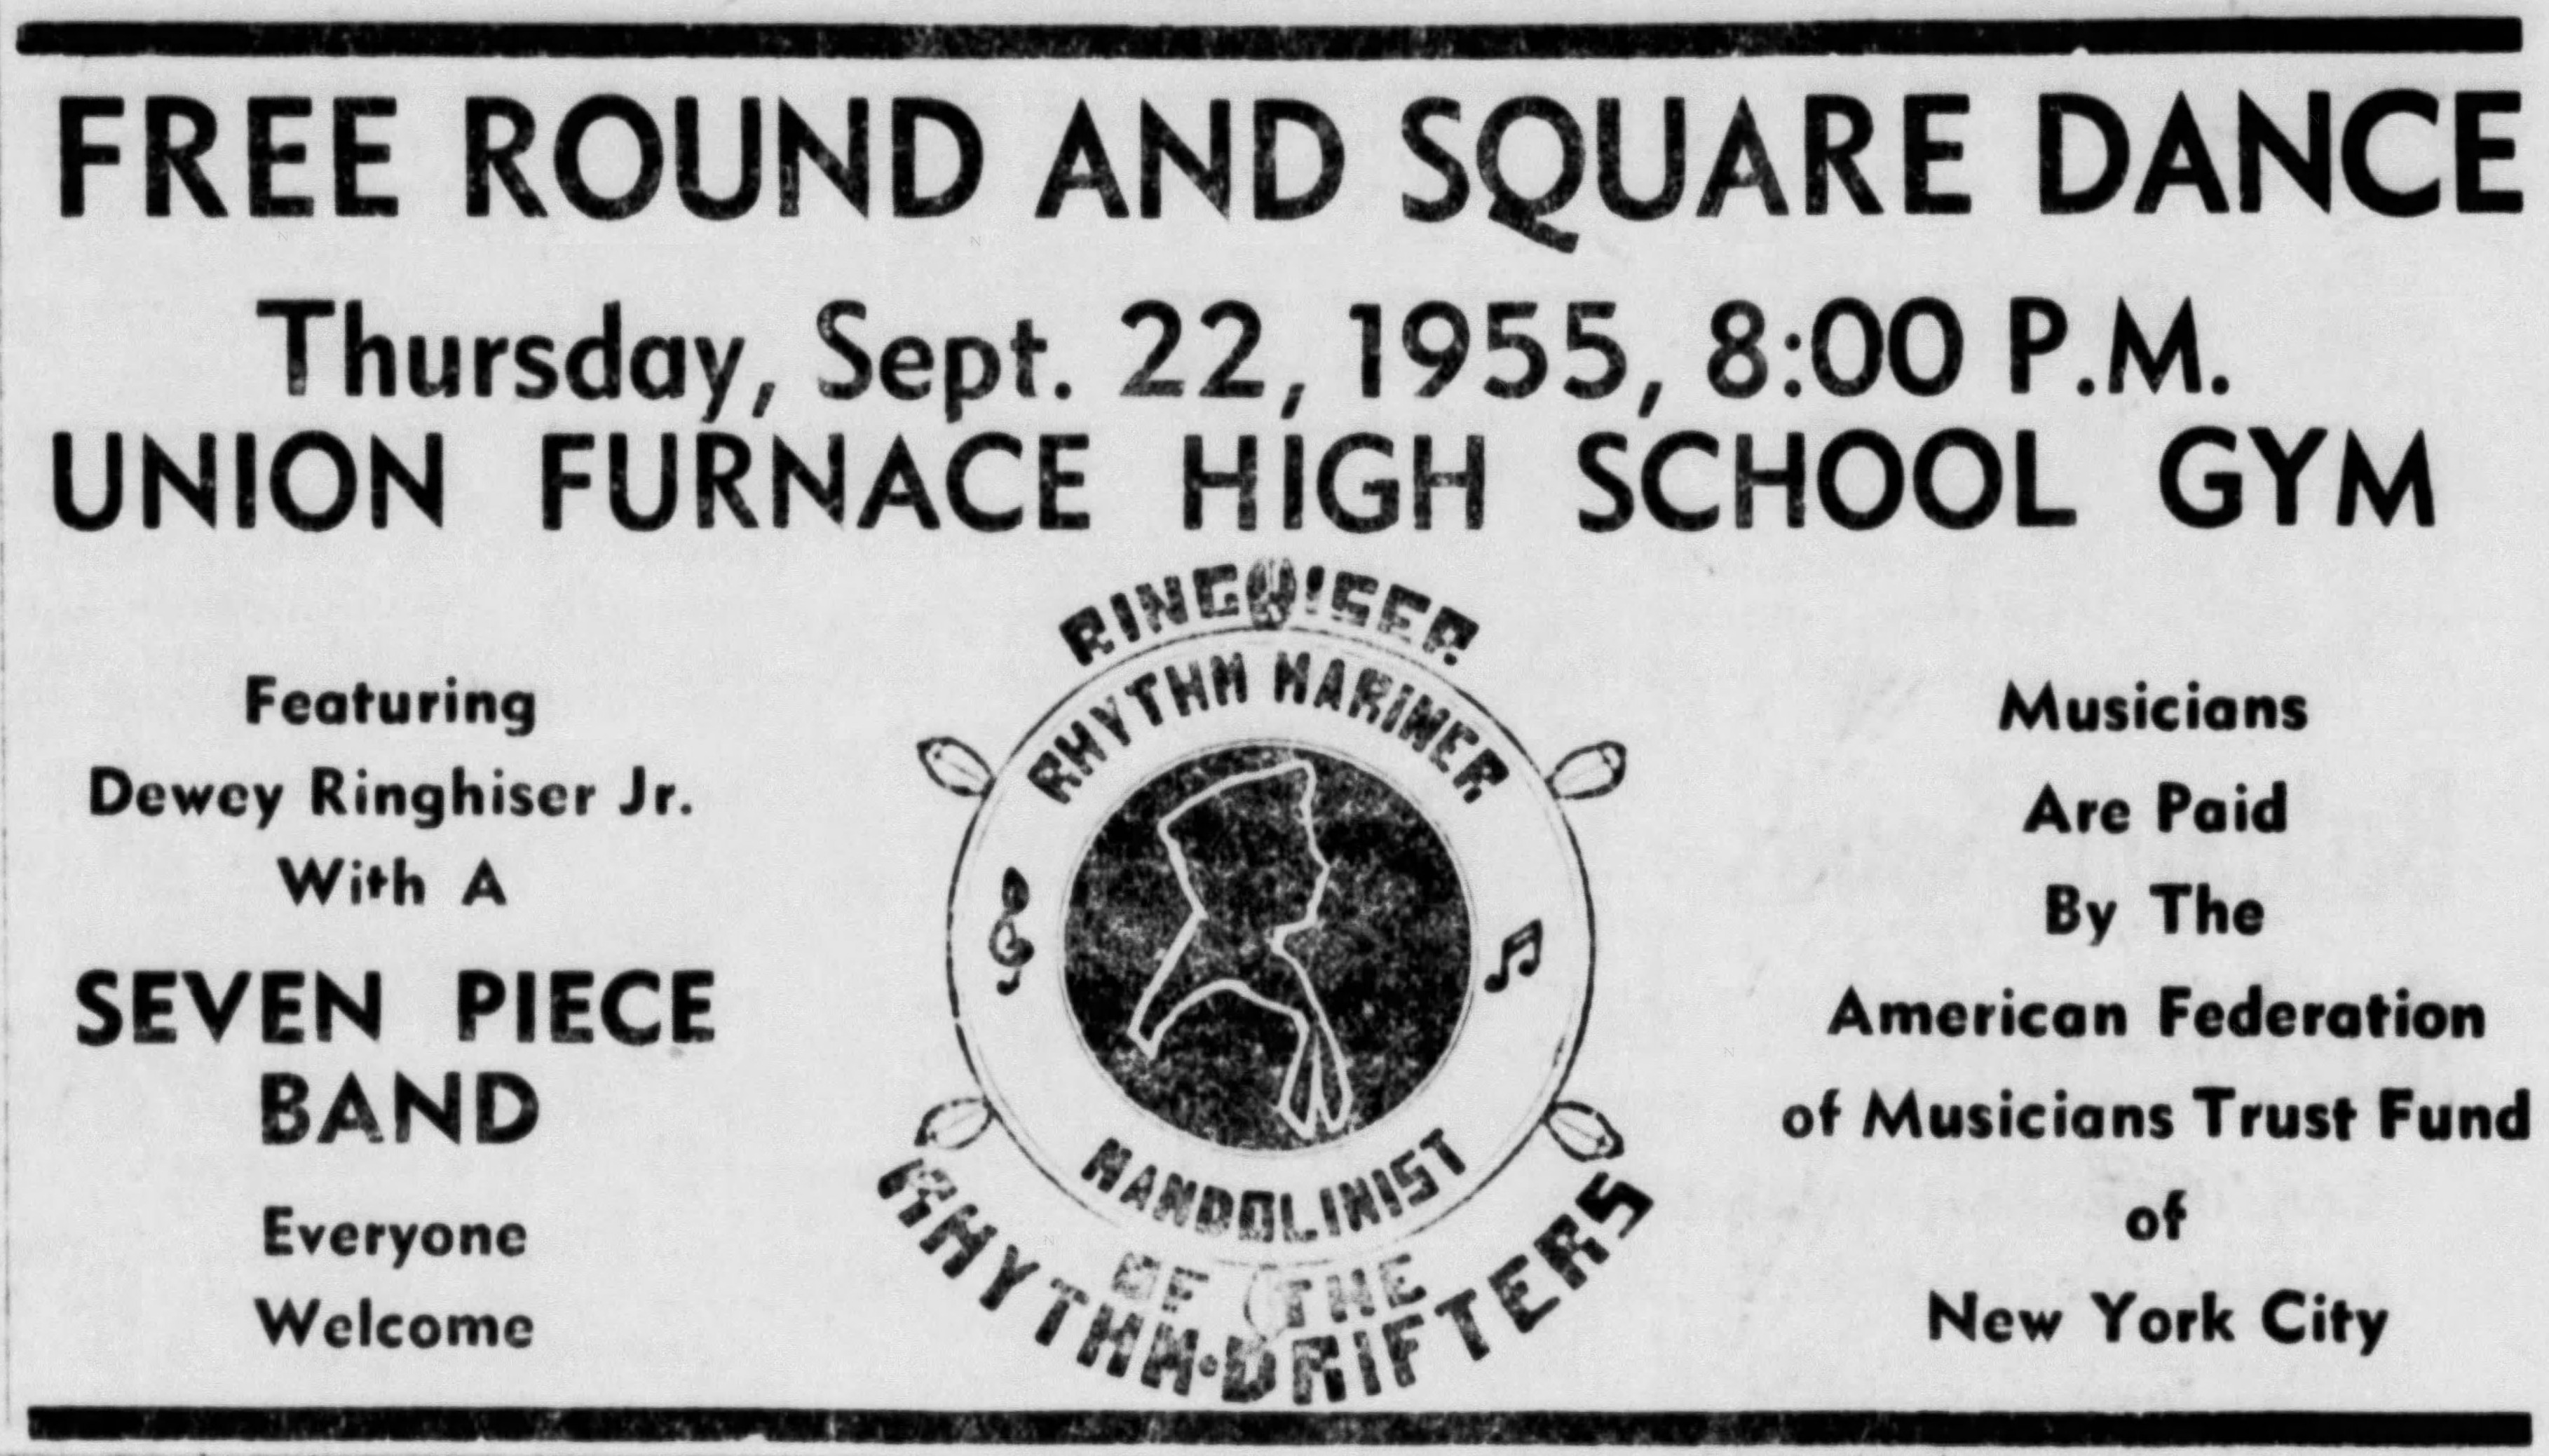 FREE ROUND AND SQUARE DANCE
Thursday, Sept. 22, 1955, 8:00 P.M.
UNION FURNACE HIGH SCHOOL GYM
Featuring
Dewey Ringhiser Jr.
With A
SEVEN PIECE
BAND
Everyone
Welcome
RINGHISER
RHYTHM MARINER
MANDOLINIST
OF THE
RHYTHM·DRIFTERS
Musicians
Are Paid
By The
American Federation
of Musicians Trust Fund
of
New York City